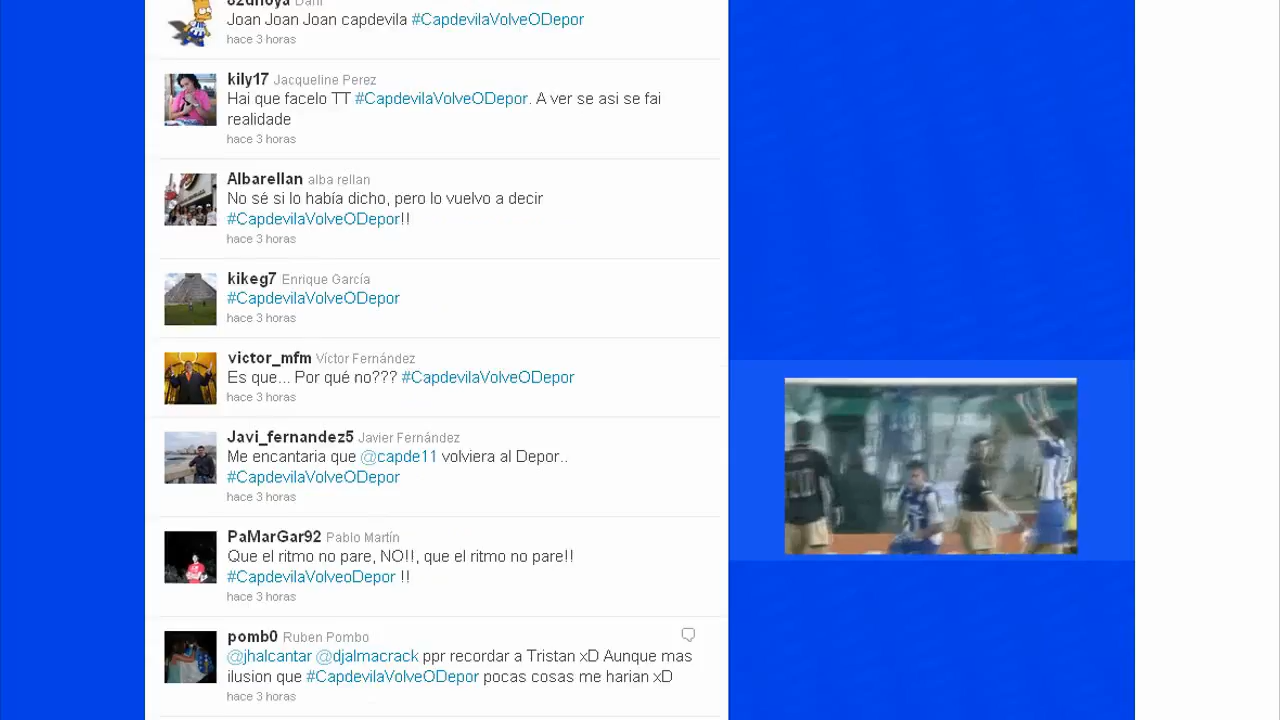 Joan Joan Joan capdevila #CapdevilaVolveODepor
hace 3 horas
kily17 Jacqueline Perez
Hai que facelo TT #CapdevilaVolveODepor. A ver se asi se fai
realidade
hace 3 horas
Albarellan alba rellan
No sé si lo había dicho, pero lo vuelvo a decir
#CapdevilaVolveODepor!!
hace 3 horas
kikeg7 Enrique García
#CapdevilaVolveODepor
hace 3 horas
victor_mfm Víctor Fernández
Es que... Por qué no??? #CapdevilaVolveODepor
hace 3 horas
Javi_fernandez5 Javier Fernández
Me encantaria que @capde11 volviera al Depor..
#CapdevilaVolveODepor
hace 3 horas
PaMarGar92 Pablo Martín
Que el ritmo no pare, NO!!, que el ritmo no pare!!
#CapdevilaVolveoDepor !!
hace 3 horas
pomb0 Ruben Pombo
@jhalcantar @djalmacrack ppr recordar a Tristan xD Aunque mas
ilusion que #CapdevilaVolveODepor pocas cosas me harian xD
hace 3 horas